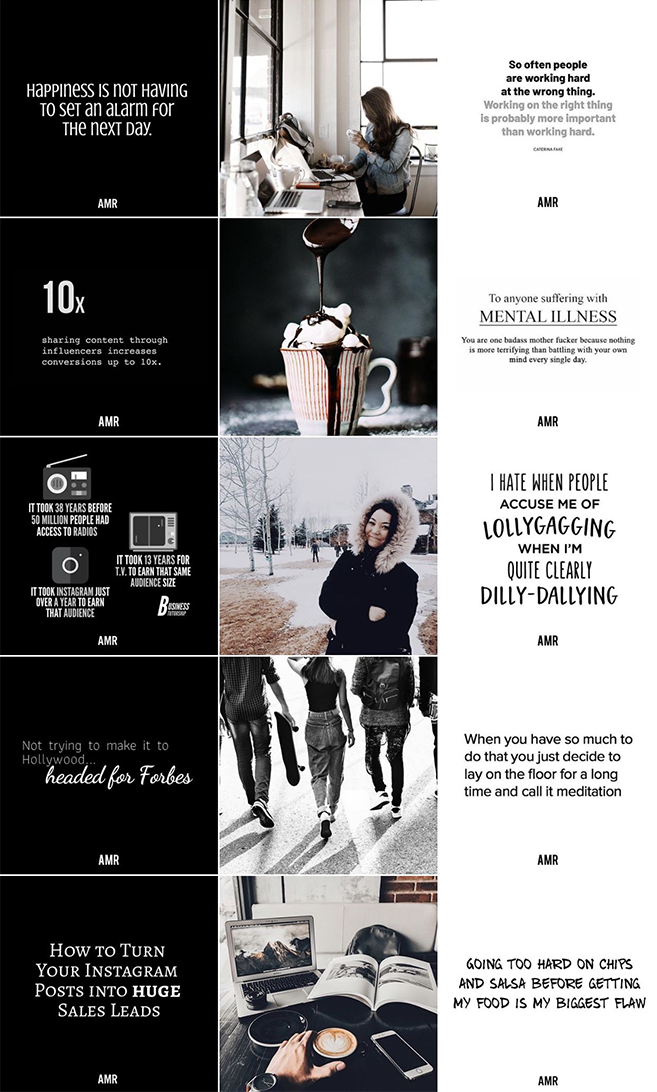 HAPPINESS IS NOT HAVING
TO SET AN ALARM FOR
THE NEXT DAY.
AMR
So often people
are working hard
at the wrong thing.
Working on the right thing
is probably more important
than working hard.
CATERINA FAKE
AMR
10x
sharing content through
influencers increases
conversions up to 10x.
AMR
To anyone suffering with
MENTAL ILLNESS
You are one badass mother fucker because nothing
is more terrifying than battling with your own
mind every single day.
AMR
IT TOOK 38 YEARS BEFORE
50 MILLION PEOPLE HAD
ACCESS TO RADIOS
IT TOOK 13 YEARS FOR
T.V. TO EARN THAT SAME
AUDIENCE SIZE
IT TOOK INSTAGRAM JUST
OVER A YEAR TO EARN
THAT AUDIENCE
BUSINESS
TUTORSHIP
AMR
I HATE WHEN PEOPLE
ACCUSE ME OF
LOLLYGAGGING
WHEN I'M
QUITE CLEARLY
DILLY-DALLYING
AMR
Not trying to make it to
Hollywood...
headed for Forbes
AMR
When you have so much to
do that you just decide to
lay on the floor for a long
time and call it meditation
AMR
How to Turn
Your Instagram
Posts into HUGE
Sales Leads
AMR
GOING TOO HARD ON CHIPS
AND SALSA BEFORE GETTING
MY FOOD IS MY BIGGEST FLAW
AMR